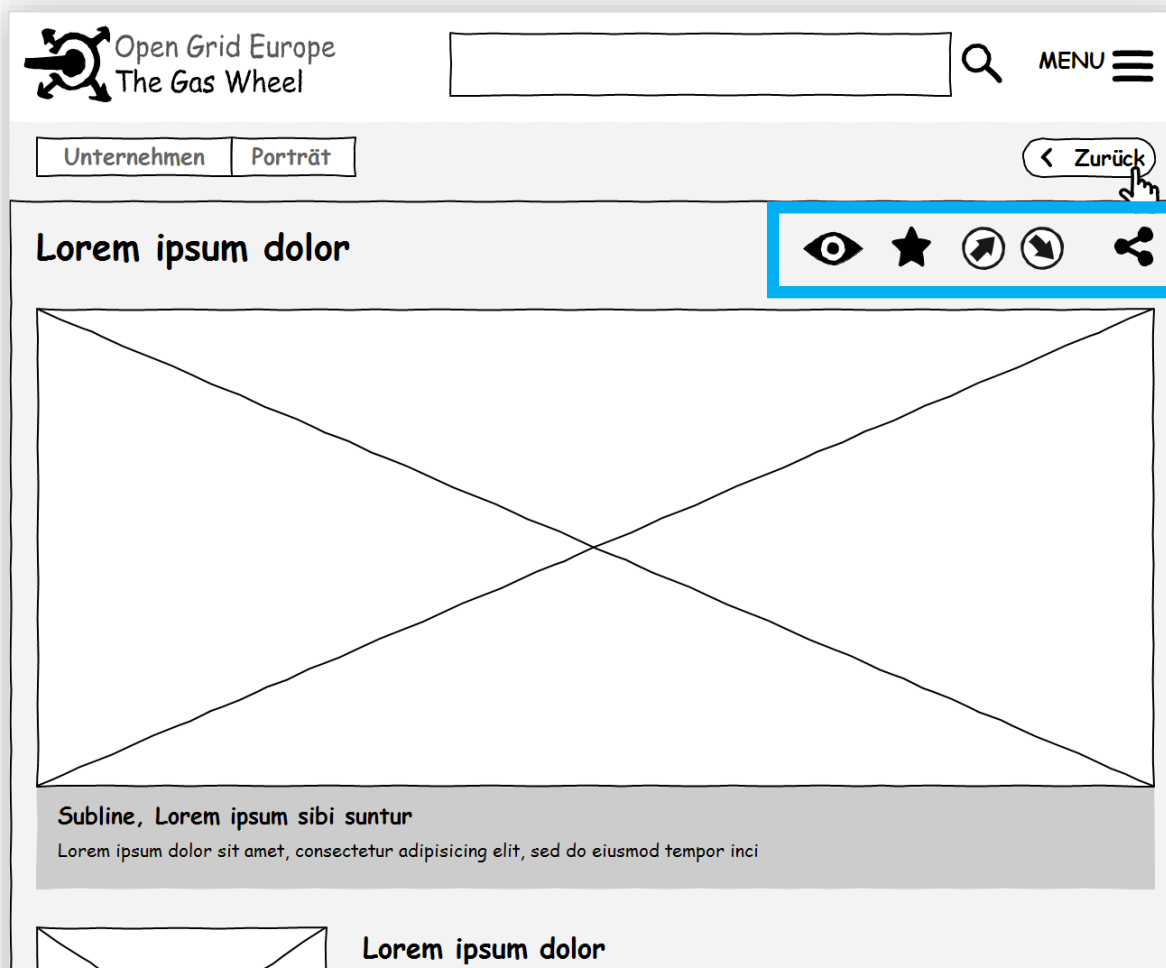 Open Grid Europe
The Gas Wheel
MENU
Unternehmen Porträt
Zurück
Lorem ipsum dolor
Subline, Lorem ipsum sibi suntur
Lorem ipsum dolor sit amet, consectetur adipisicing elit, sed do eiusmod tempor inci
Lorem ipsum dolor